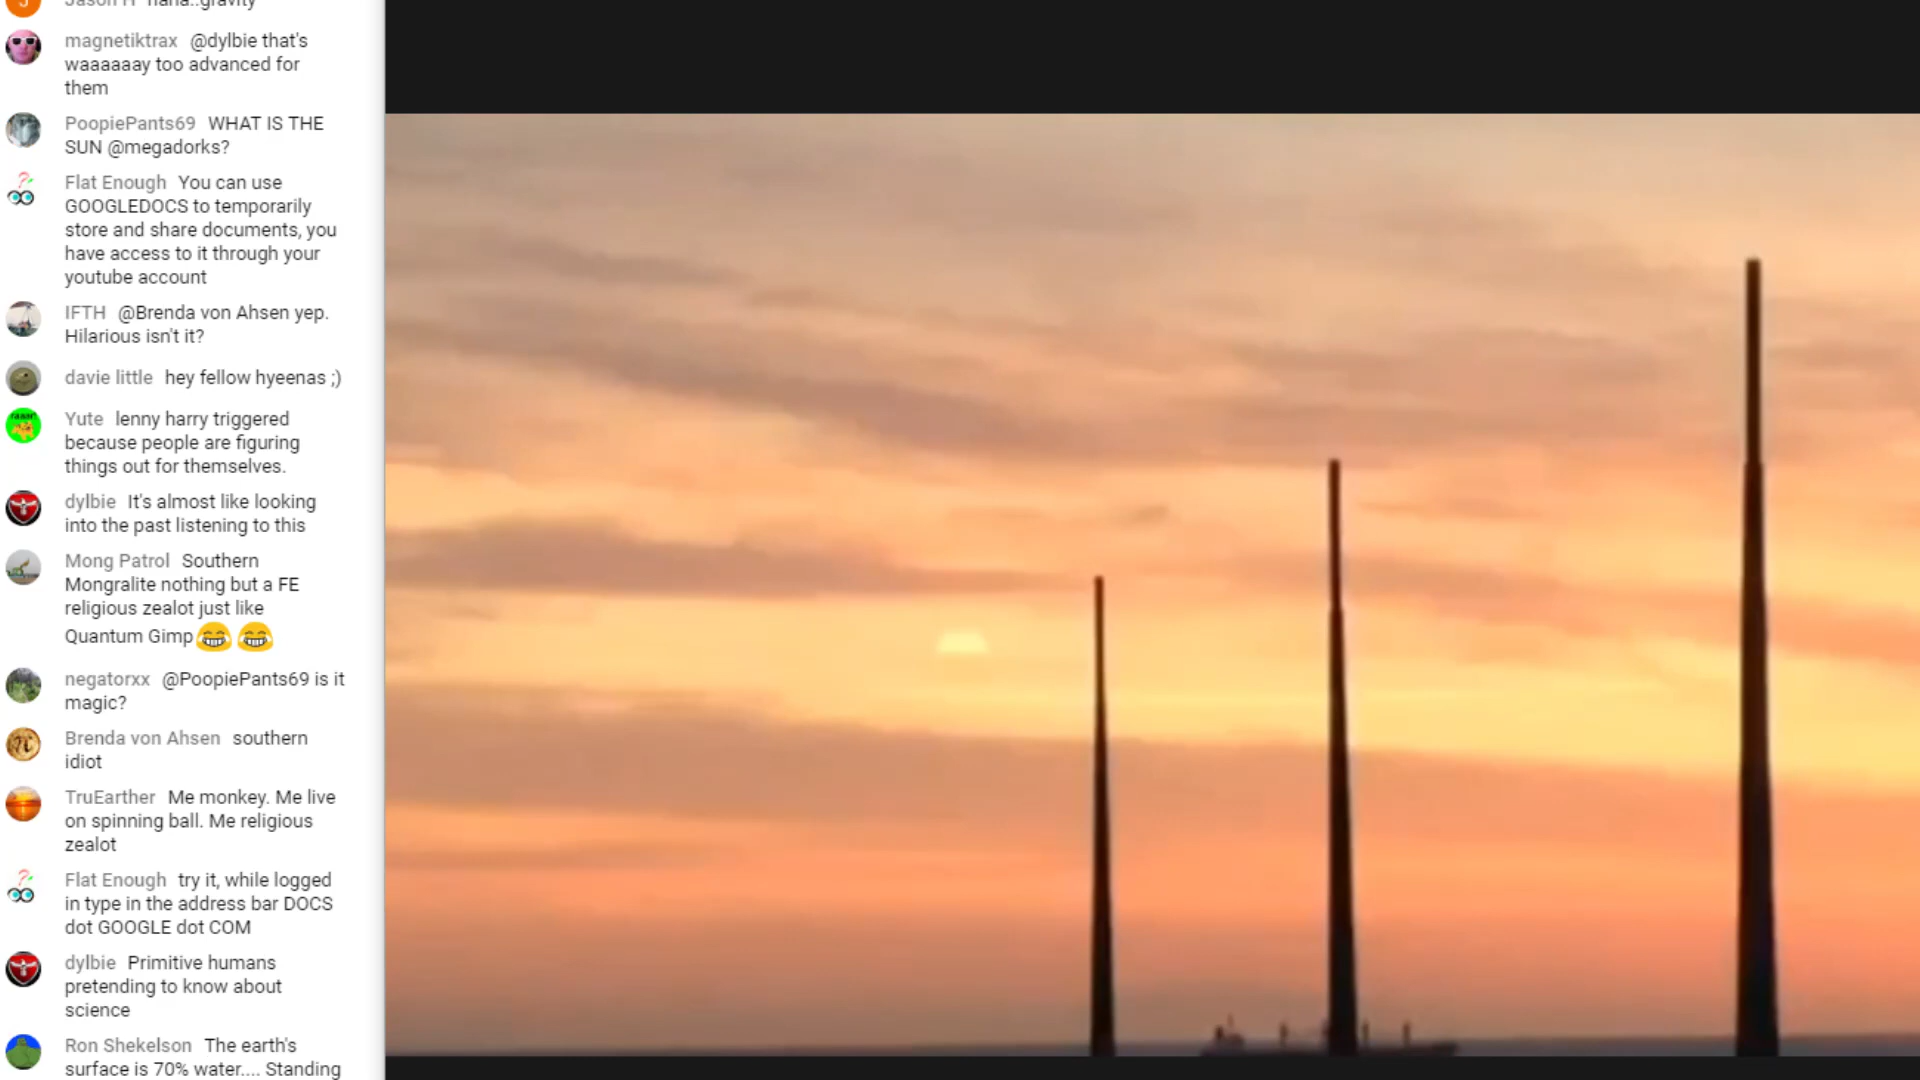 Jason H haha..gravity
magnetiktrax @dylbie that's
waaaaaay too advanced for
them
PoopiePants69 WHAT IS THE
SUN @megadorks?
Flat Enough You can use
GOOGLEDOCS to temporarily
store and share documents, you
have access to it through your
youtube account
IFTH @Brenda von Ahsen yep.
Hilarious isn't it?
davie little hey fellow hyeenas ;)
Yute lenny harry triggered
because people are figuring
things out for themselves.
dylbie It's almost like looking
into the past listening to this
Mong Patrol Southern
Mongralite nothing but a FE
religious zealot just like
Quantum Gimp
negatorxx @PoopiePants69 is it
magic?
Brenda von Ahsen southern
idiot
TruEarther Me monkey. Me live
on spinning ball. Me religious
zealot
Flat Enough try it, while logged
in type in the address bar DOCS
dot GOOGLE dot COM
dylbie Primitive humans
pretending to know about
science
Ron Shekelson The earth's
surface is 70% water.... Standing